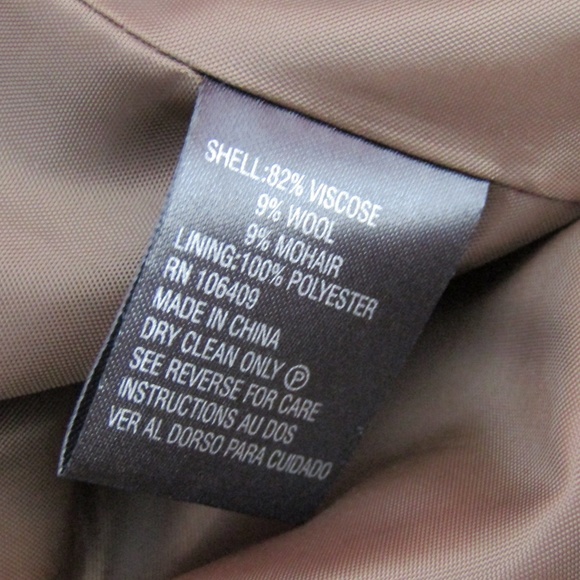 SHELL:82% VISCOSE
9% WOOL
9% MOHAIR
LINING:100% POLYESTER
RN 106409
MADE IN CHINA
DRY CLEAN ONLY Ⓟ
SEE REVERSE FOR CARE
INSTRUCTIONS AU DOS
VER AL DORSO PARA CUIDADO